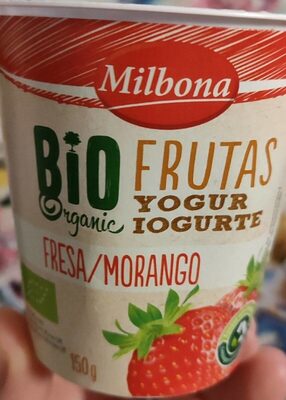 Milbona
BIO FRUTAS
Organic YOGUR
IOGURTE
FRESA/MORANGO
150g